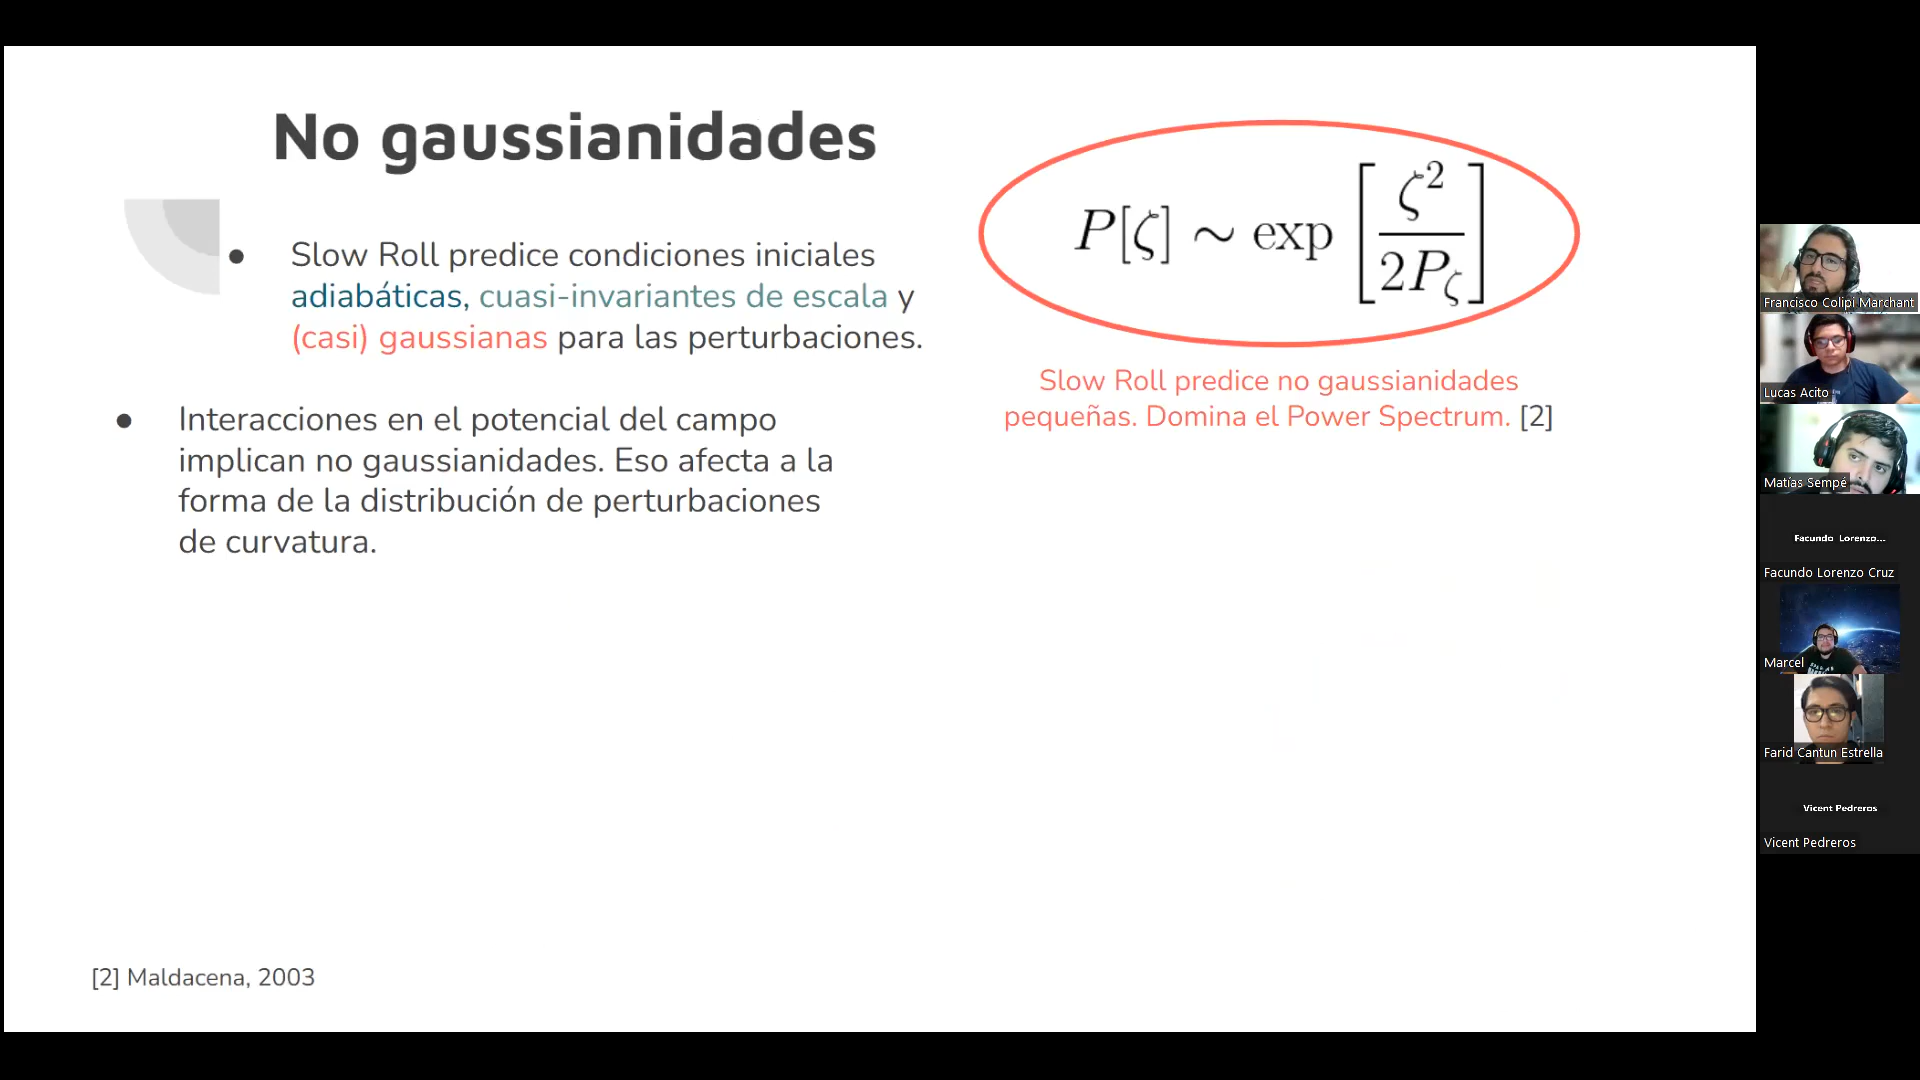 No gaussianidades
● Slow Roll predice condiciones iniciales
adiabáticas, cuasi-invariantes de escala y
(casi) gaussianas para las perturbaciones.
● Interacciones en el potencial del campo
implican no gaussianidades. Eso afecta a la
forma de la distribución de perturbaciones
de curvatura.
P[ζ] ∼ exp [ζ² / 2P_ζ]
Slow Roll predice no gaussianidades
pequeñas. Domina el Power Spectrum. [2]
[2] Maldacena, 2003
Francisco Colipí Marchant
Lucas Acito
Matías Sempé
Facundo Lorenzo...
Facundo Lorenzo Cruz
Marcel
Farid Cantun Estrella
Vicent Pedreros
Vicent Pedreros